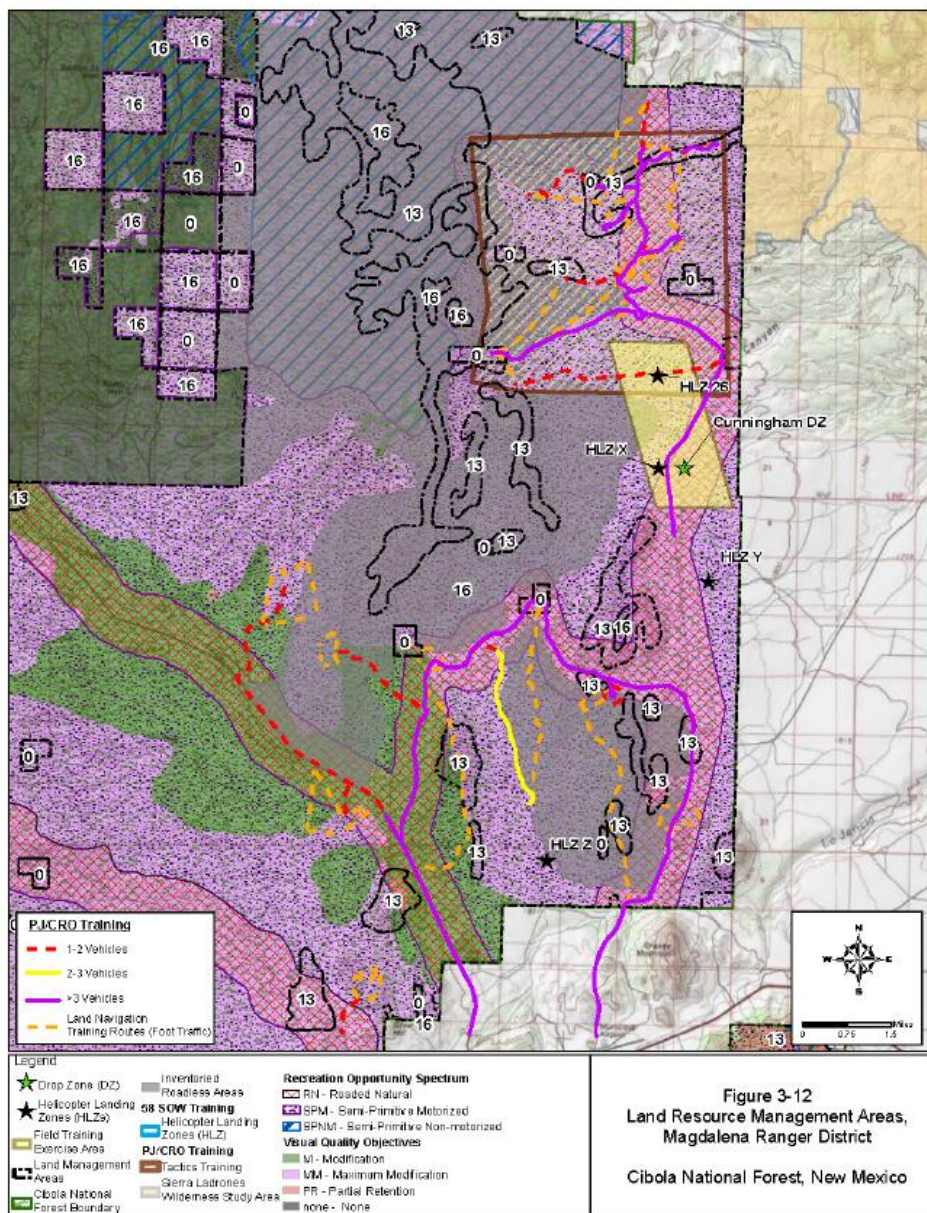 16
16
13
13
16
0
16
16
16
13
0
13
16
0
16
0
13
0
16
0
16
13
0
16
16
0
0
16
HLZ 26
Canyon
Cunningham DZ
13
13
HLZ X
13
0
13
HLZ Y
16
0
13
16
0
13
13
13
0
13
13
13
0
HLZ Z
0
13
13
La Jencia
0
13
13
0
16
13
PJ/CRO Training
1-2 Vehicles
2-3 Vehicles
>3 Vehicles
Land Navigation
Training Routes (Foot Traffic)
N
W
E
S
Miles
0
0.75
1.5
Legend
Drop Zone (DZ)
Helicopter Landing
Zones (HLZs)
Field Training
Exercise Area
Land Management
Areas
Cibola National
Forest Boundary
Inventoried
Roadless Areas
58 SOW Training
Helicopter Landing
Zones (HLZ)
PJ/CRO Training
Tactics Training
Sierra Ladrones
Wilderness Study Area
Recreation Opportunity Spectrum
RN - Roaded Natural
SPM - Semi-Primitive Motorized
SPNM - Semi-Primitive Non-motorized
Visual Quality Objectives
M - Modification
MM - Maximum Modification
PR - Partial Retention
none - None
Figure 3-12
Land Resource Management Areas,
Magdalena Ranger District
Cibola National Forest, New Mexico